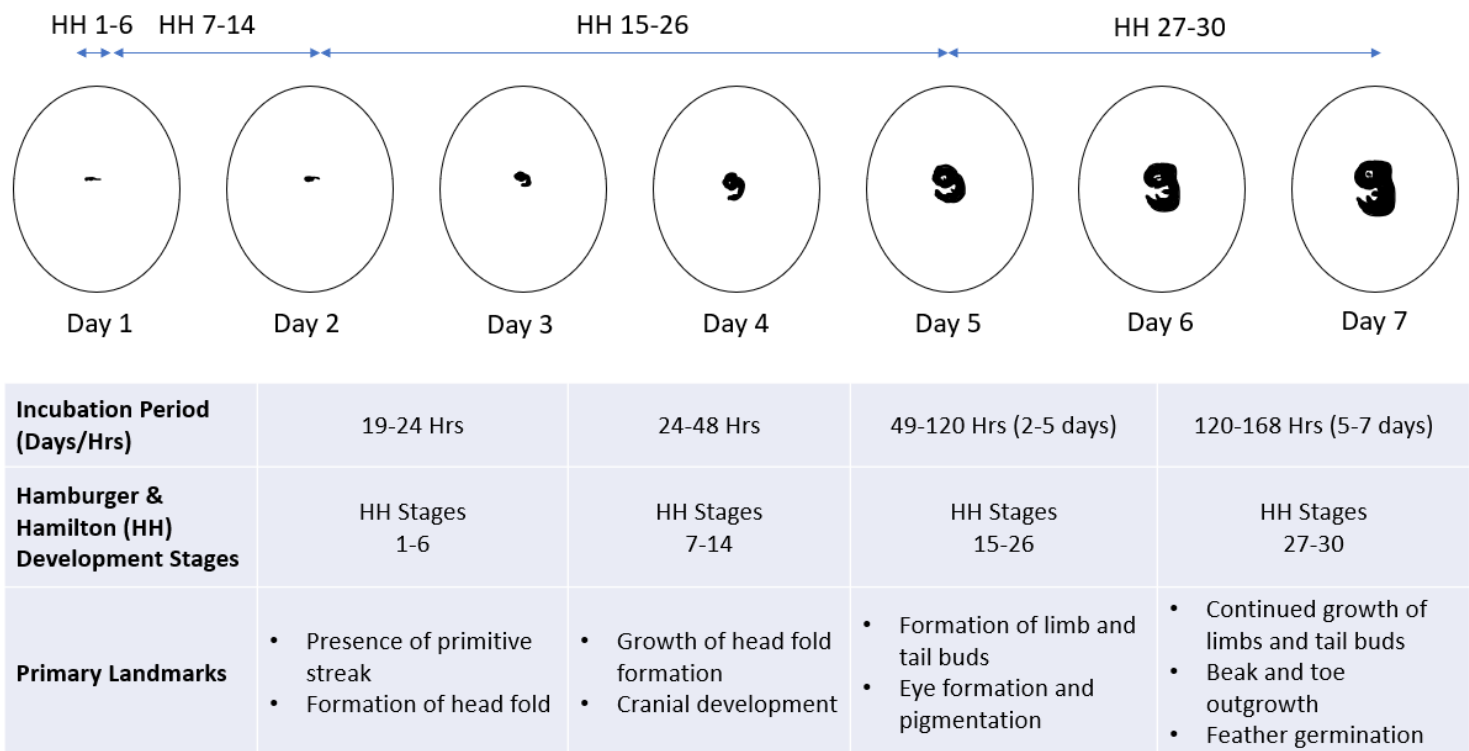 HH 1-6 HH 7-14 HH 15-26 HH 27-30
Day 1 Day 2 Day 3 Day 4 Day 5 Day 6 Day 7
Incubation Period
(Days/Hrs)
19-24 Hrs
24-48 Hrs
49-120 Hrs (2-5 days)
120-168 Hrs (5-7 days)
Hamburger &
Hamilton (HH)
Development Stages
HH Stages
1-6
HH Stages
7-14
HH Stages
15-26
HH Stages
27-30
Primary Landmarks
• Presence of primitive
streak
• Formation of head fold
• Growth of head fold
formation
• Cranial development
• Formation of limb and
tail buds
• Eye formation and
pigmentation
• Continued growth of
limbs and tail buds
• Beak and toe
outgrowth
• Feather germination